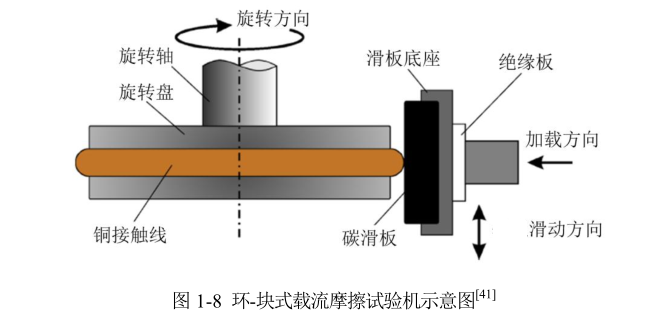 旋转方向
旋转轴
旋转盘
滑板底座
绝缘板
加载方向
铜接触线
碳滑板
滑动方向
图 1-8 环-块式载流摩擦试验机示意图[41]